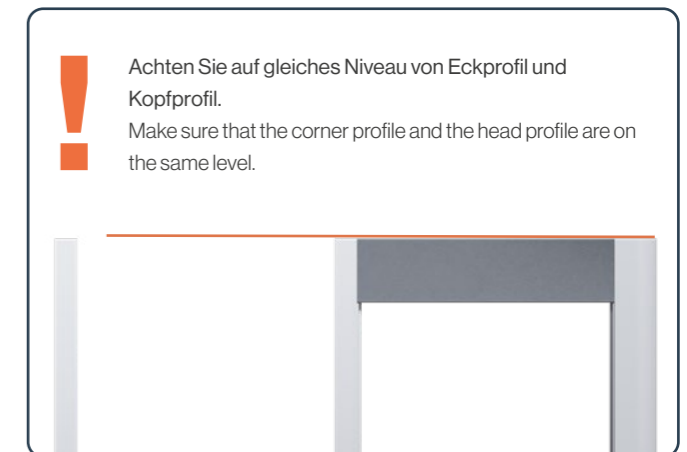 !
Achten Sie auf gleiches Niveau von Eckprofil und
Kopfprofil.
Make sure that the corner profile and the head profile are on
the same level.